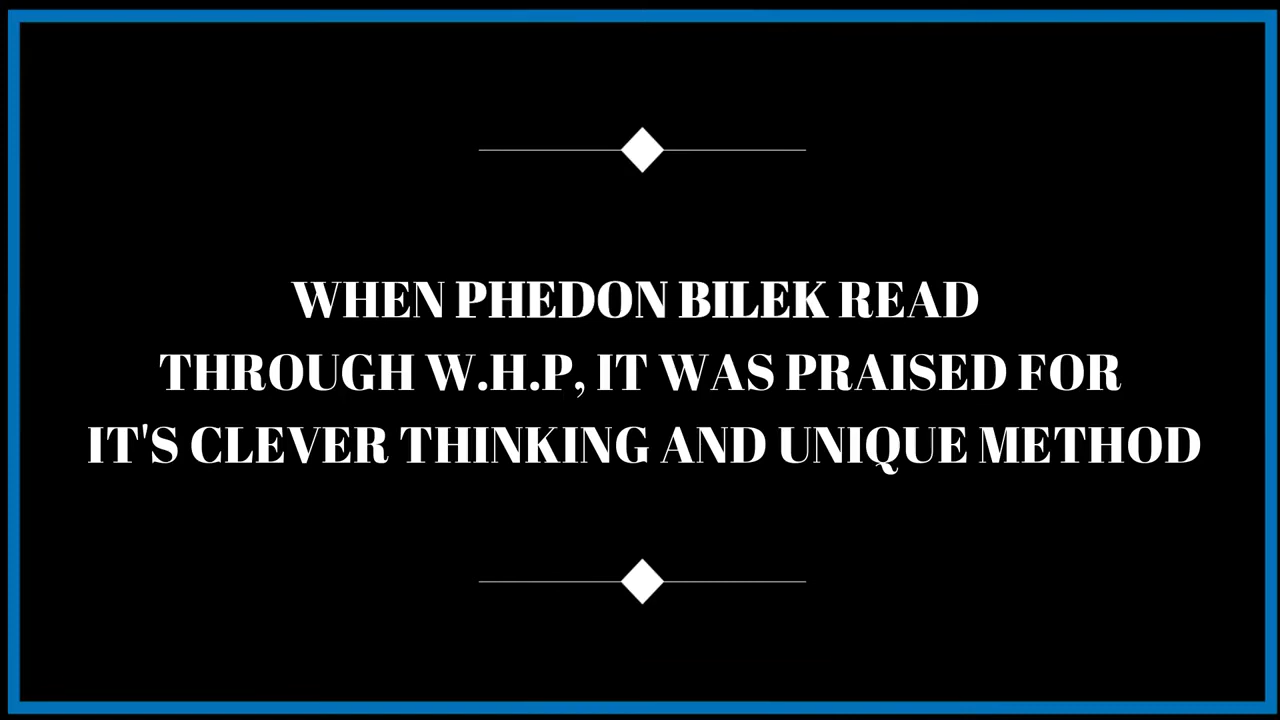 WHEN PHEDON BILEK READ
THROUGH W.H.P, IT WAS PRAISED FOR
IT'S CLEVER THINKING AND UNIQUE METHOD